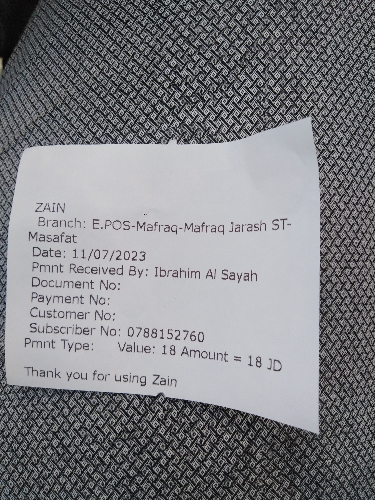 ZAIN
Branch: E.POS-Mafraq-Mafraq Jarash ST-
Masafat
Date: 11/07/2023
Pmnt Received By: Ibrahim Al Sayah
Document No:
Payment No:
Customer No;
Subscriber No: 0788152760
Pmnt Type: Value: 18 Amount = 18 JD
Thank you for using Zain